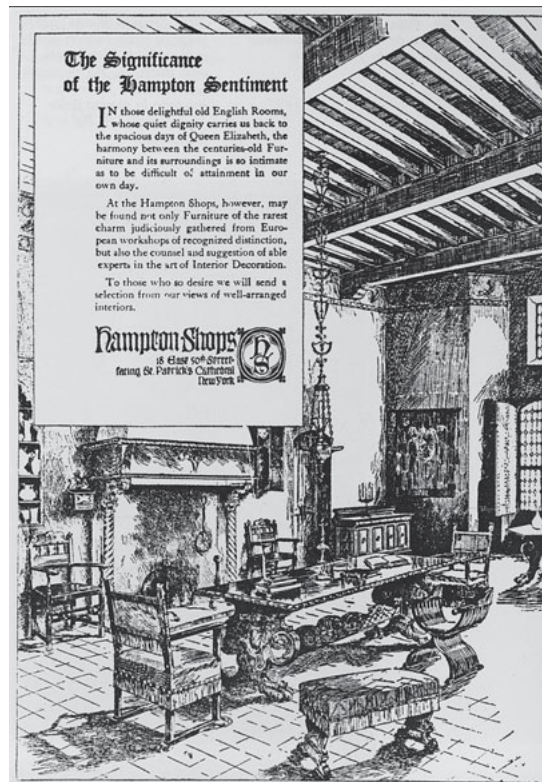 The Significance
of the Hampton Sentiment
IN those delightful old English Rooms,
whose quiet dignity carries us back to
the spacious days of Queen Elizabeth, the
harmony between the centuries-old Fur-
niture and its surroundings is so intimate
as to be difficult of attainment in our
own day.
At the Hampton Shops, however, may
be found not only Furniture of the rarest
charm judiciously gathered from Euro-
pean workshops of recognized distinction,
but also the counsel and suggestion of able
experts in the art of Interior Decoration.
To those who so desire we will send a
selection from our views of well-arranged
interiors.
Hampton Shops
18 East 50th Street
facing St. Patrick's Cathedral
New York